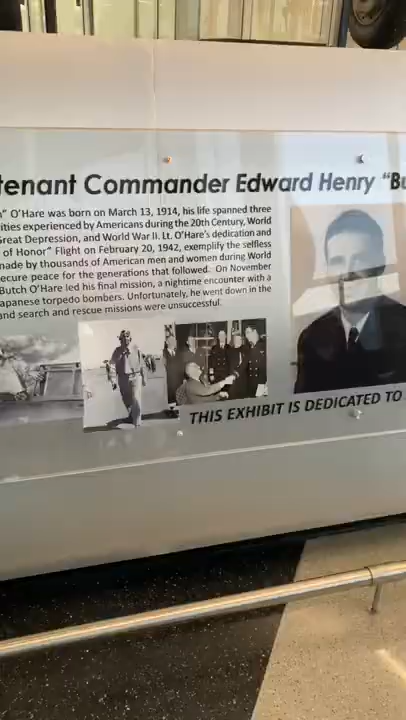 tenant Commander Edward Henry "Bu
" O'Hare was born on March 13, 1914, his life spanned three
ities experienced by Americans during the 20th Century, World
Great Depression, and World War II. Lt. O'Hare's dedication and
of Honor" Flight on February 20, 1942, exemplify the selfless
made by thousands of American men and women during World
ecure peace for the generations that followed. On November
Butch O'Hare led his final mission, a nighttime encounter with a
apanese torpedo bombers. Unfortunately, he went down in the
and search and rescue missions were unsuccessful.
THIS EXHIBIT IS DEDICATED TO